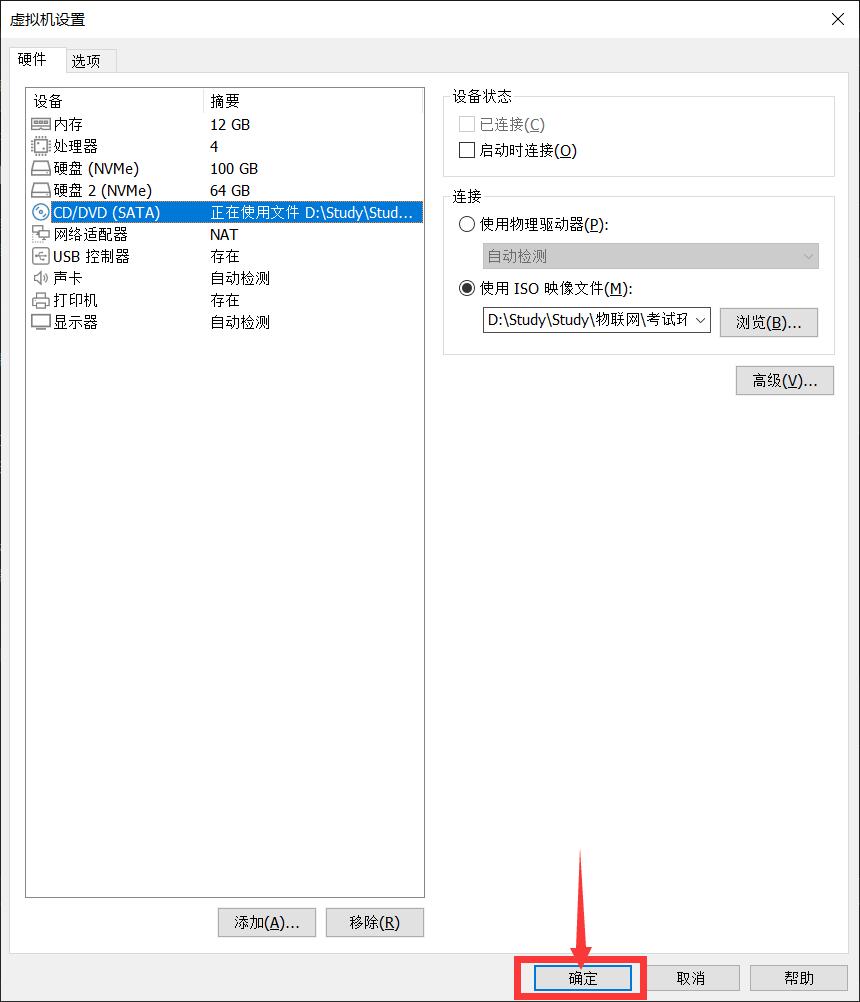 虚拟机设置
硬件 选项
设备 摘要
内存 12 GB
处理器 4
硬盘 (NVMe) 100 GB
硬盘 2 (NVMe) 64 GB
CD/DVD (SATA) 正在使用文件 D:\Study\Stud...
网络适配器 NAT
USB 控制器 存在
声卡 自动检测
打印机 存在
显示器 自动检测
添加(A)... 移除(R)
设备状态
已连接(C)
启动时连接(O)
连接
使用物理驱动器(P):
自动检测
使用 ISO 映像文件(M):
D:\Study\Study\物联网\考试环 浏览(B)...
高级(V)...
确定 取消 帮助